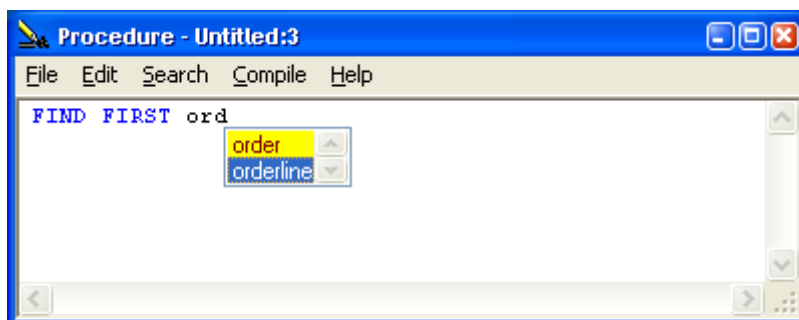 Procedure - Untitled:3
File Edit Search Compile Help
FIND FIRST ord
order
orderline